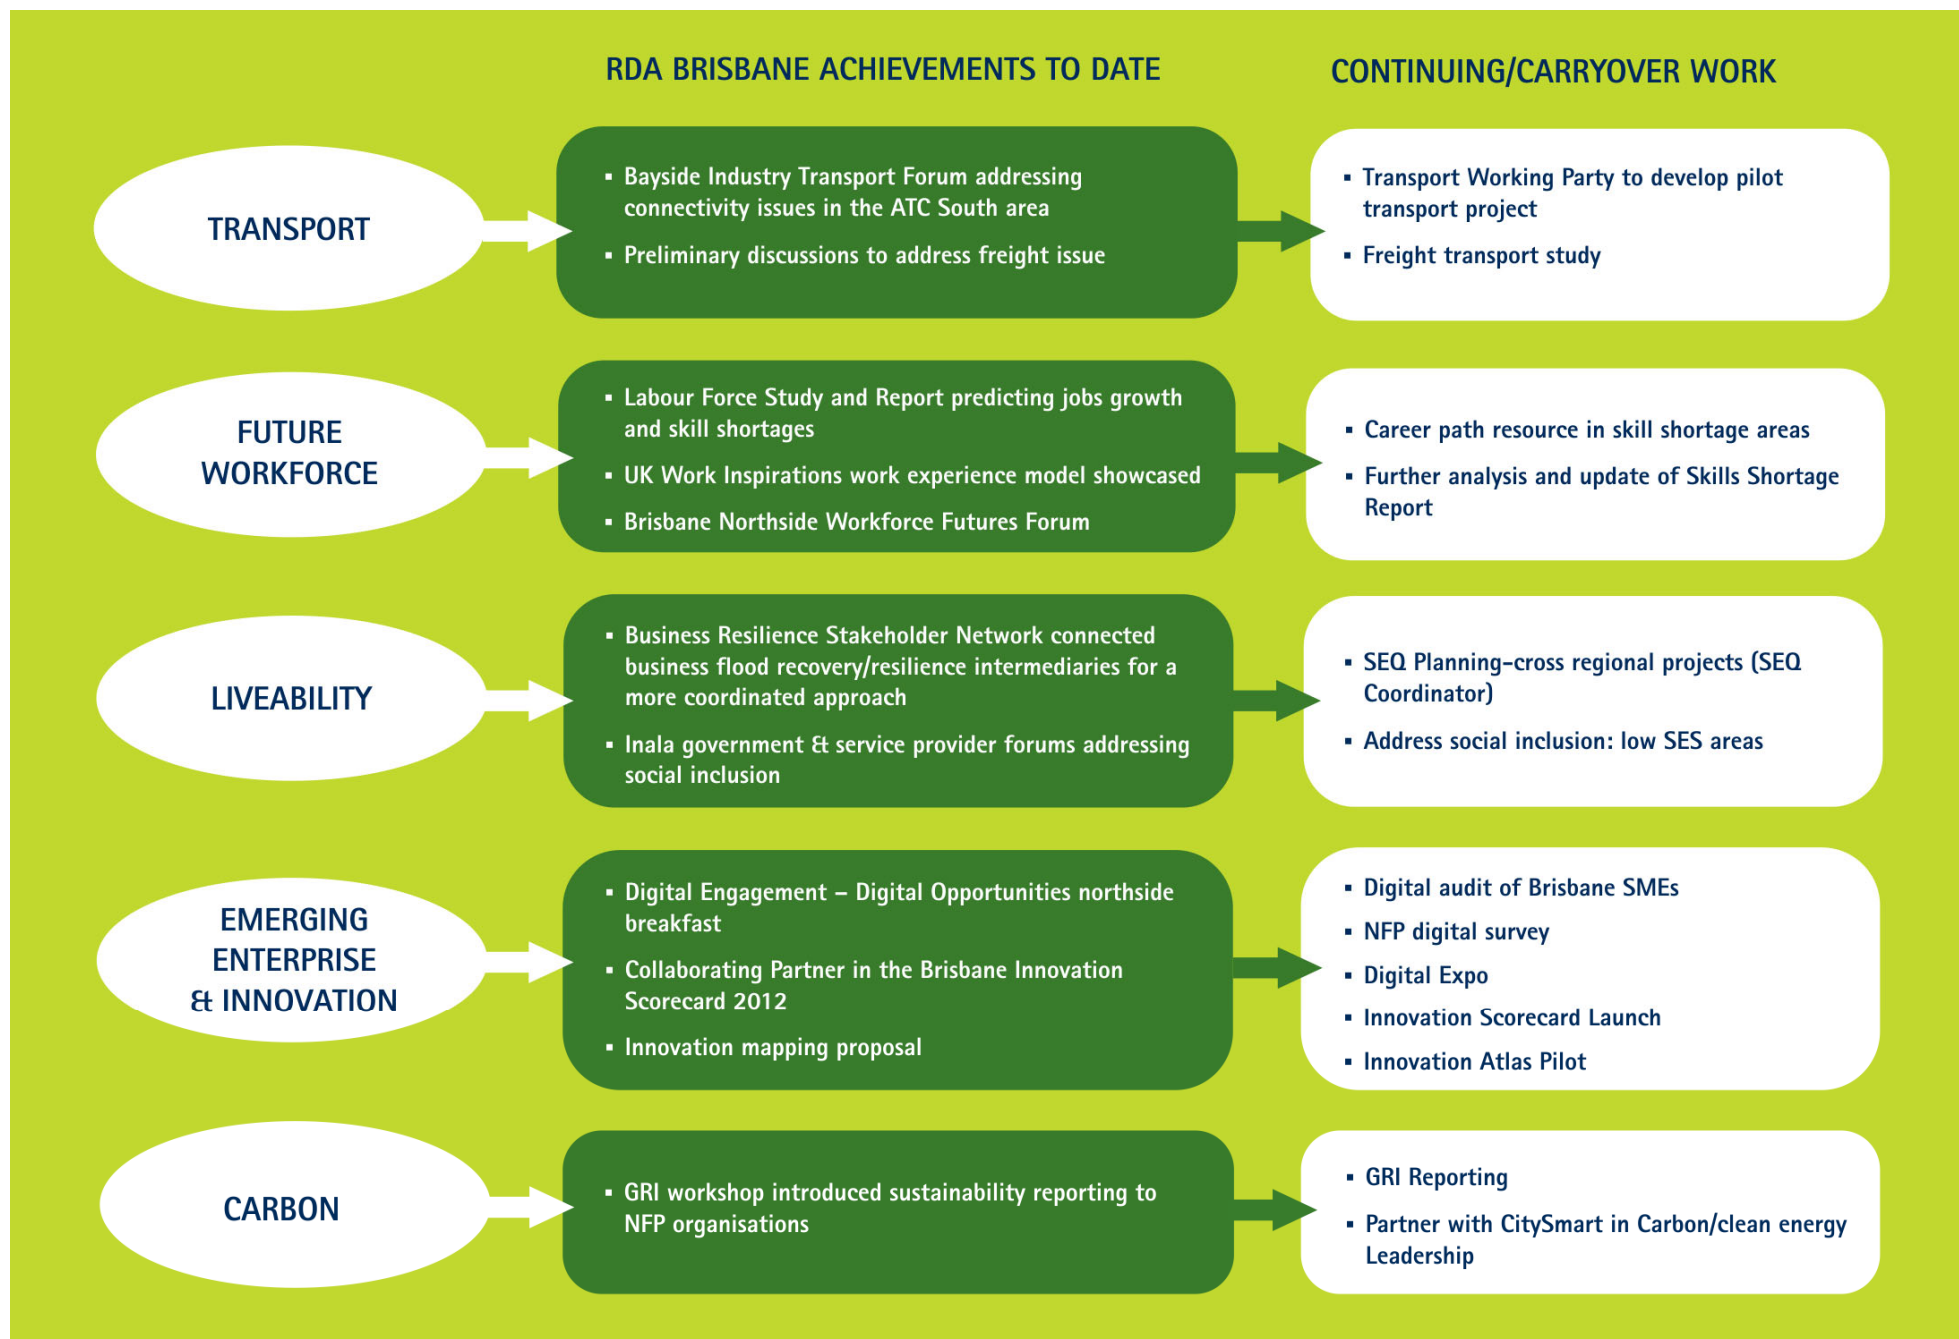 RDA BRISBANE ACHIEVEMENTS TO DATE
CONTINUING/CARRYOVER WORK
TRANSPORT
▪ Bayside Industry Transport Forum addressing
connectivity issues in the ATC South area
▪ Preliminary discussions to address freight issue
▪ Transport Working Party to develop pilot
transport project
▪ Freight transport study
FUTURE
WORKFORCE
▪ Labour Force Study and Report predicting jobs growth
and skill shortages
▪ UK Work Inspirations work experience model showcased
▪ Brisbane Northside Workforce Futures Forum
▪ Career path resource in skill shortage areas
▪ Further analysis and update of Skills Shortage
Report
LIVEABILITY
▪ Business Resilience Stakeholder Network connected
business flood recovery/resilience intermediaries for a
more coordinated approach
▪ Inala government & service provider forums addressing
social inclusion
▪ SEQ Planning-cross regional projects (SEQ
Coordinator)
▪ Address social inclusion: low SES areas
EMERGING
ENTERPRISE
& INNOVATION
▪ Digital Engagement – Digital Opportunities northside
breakfast
▪ Collaborating Partner in the Brisbane Innovation
Scorecard 2012
▪ Innovation mapping proposal
▪ Digital audit of Brisbane SMEs
▪ NFP digital survey
▪ Digital Expo
▪ Innovation Scorecard Launch
▪ Innovation Atlas Pilot
CARBON
▪ GRI workshop introduced sustainability reporting to
NFP organisations
▪ GRI Reporting
▪ Partner with CitySmart in Carbon/clean energy
Leadership